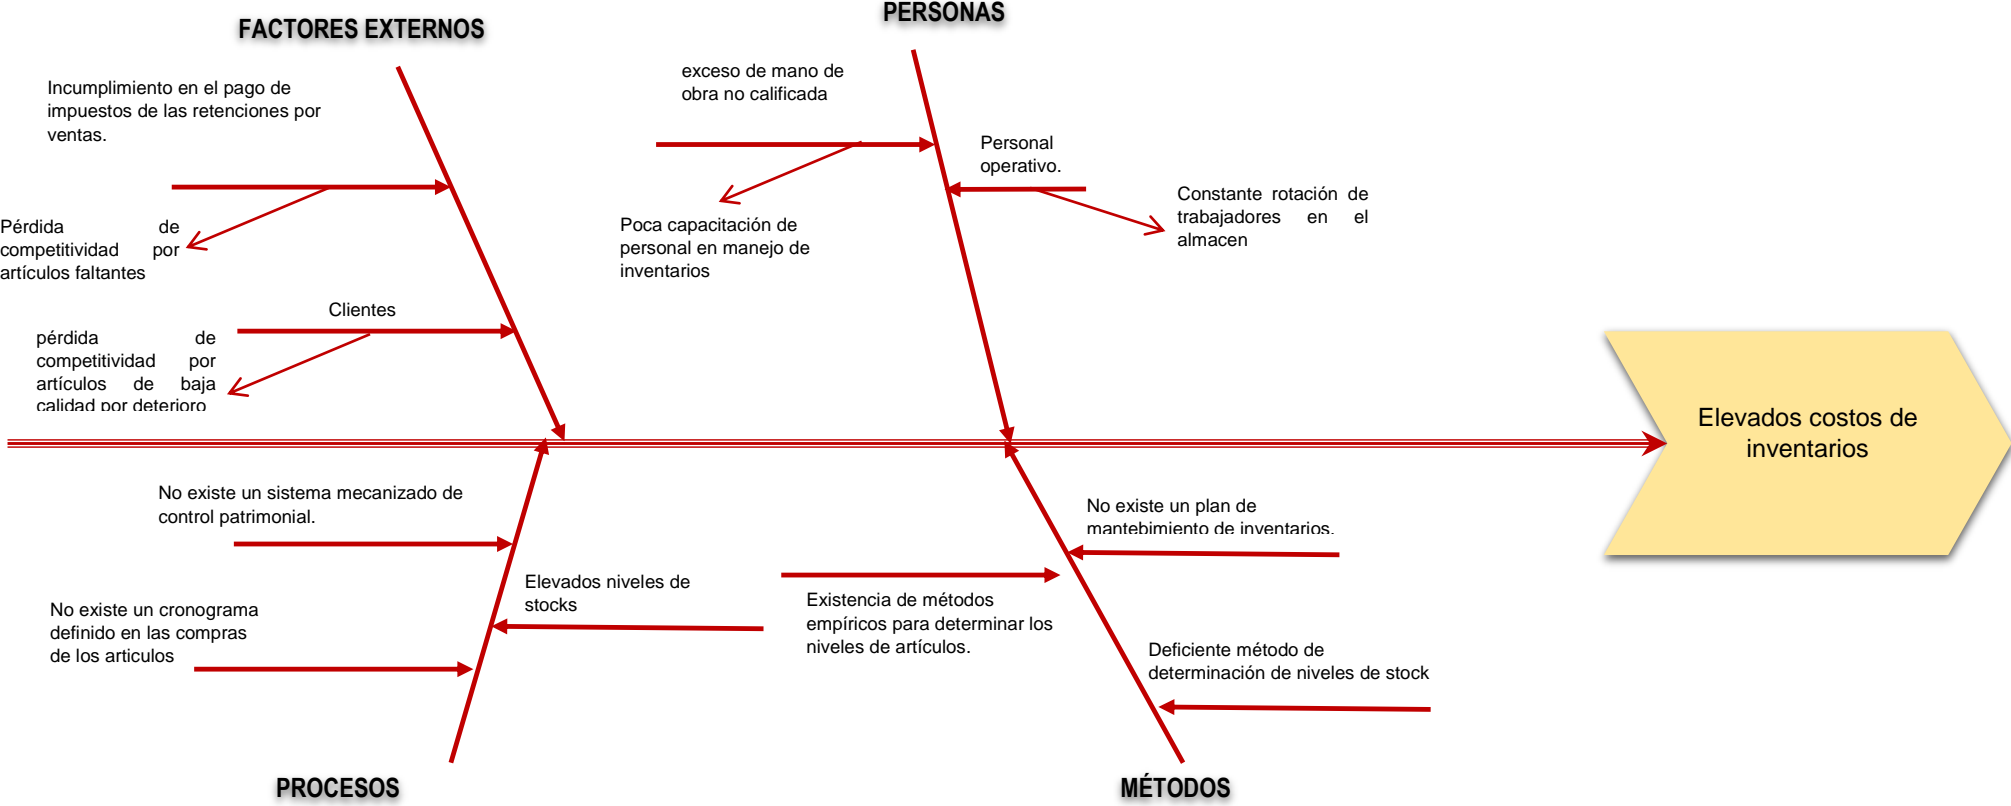 FACTORES EXTERNOS
Incumplimiento en el pago de
impuestos de las retenciones por
ventas.
Pérdida de
competitividad por
artículos faltantes
Clientes
pérdida de
competitividad por
artículos de baja
calidad por deterioro
PERSONAS
exceso de mano de
obra no calificada
Poca capacitación de
personal en manejo de
inventarios
Personal
operativo.
Constante rotación de
trabajadores en el
almacen
Elevados costos de
inventarios
No existe un sistema mecanizado de
control patrimonial.
No existe un cronograma
definido en las compras
de los articulos
Elevados niveles de
stocks
PROCESOS
No existe un plan de
mantebimiento de inventarios.
Existencia de métodos
empíricos para determinar los
niveles de artículos.
Deficiente método de
determinación de niveles de stock
MÉTODOS